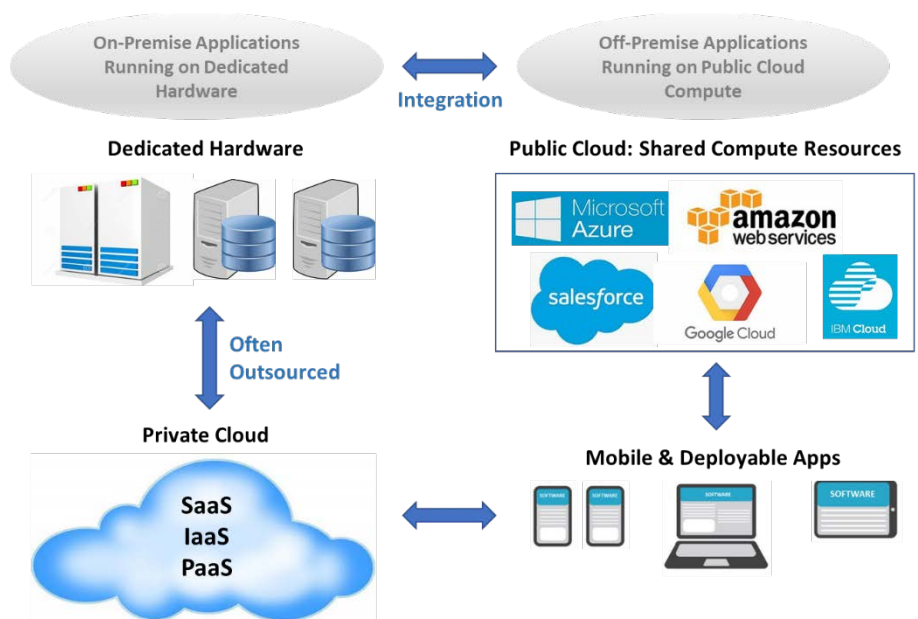 On-Premise Applications
Running on Dedicated
Hardware
Integration
Off-Premise Applications
Running on Public Cloud
Compute
Dedicated Hardware
Public Cloud: Shared Compute Resources
Microsoft
Azure
amazon
webservices
salesforce
Google Cloud
IBM Cloud
Often
Outsourced
Private Cloud
SaaS
IaaS
PaaS
Mobile & Deployable Apps
SOFTWARE
SOFTWARE
SOFTWARE
SOFTWARE